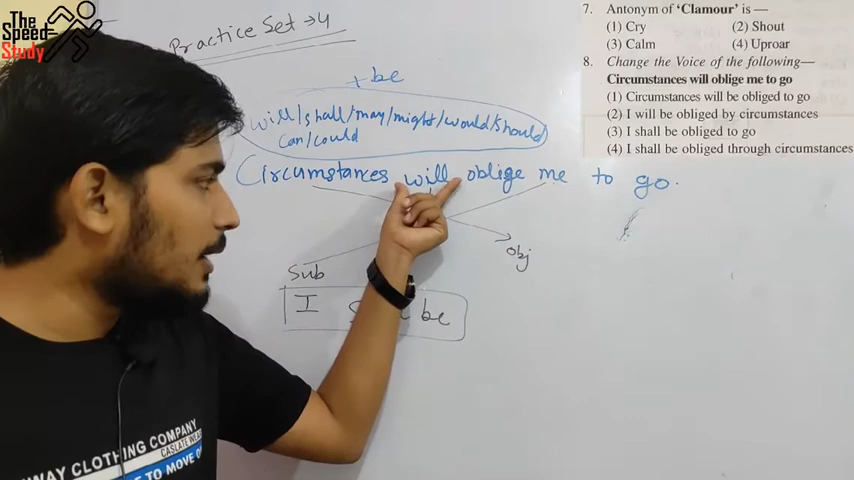 The
Speed
Study
Practice Set → 4
+ be
will/shall/may/might/would/should
can/could
Circumstances will oblige me to go.
Obj
Sub
I be
7. Antonym of 'Clamour' is —
(1) Cry (2) Shout
(3) Calm (4) Uproar
8. Change the Voice of the following—
Circumstances will oblige me to go
(1) Circumstances will be obliged to go
(2) I will be obliged by circumstances
(3) I shall be obliged to go
(4) I shall be obliged through circumstances
WAY CLOTHING COMPANY
CASLATE WEAR
TO MOVE